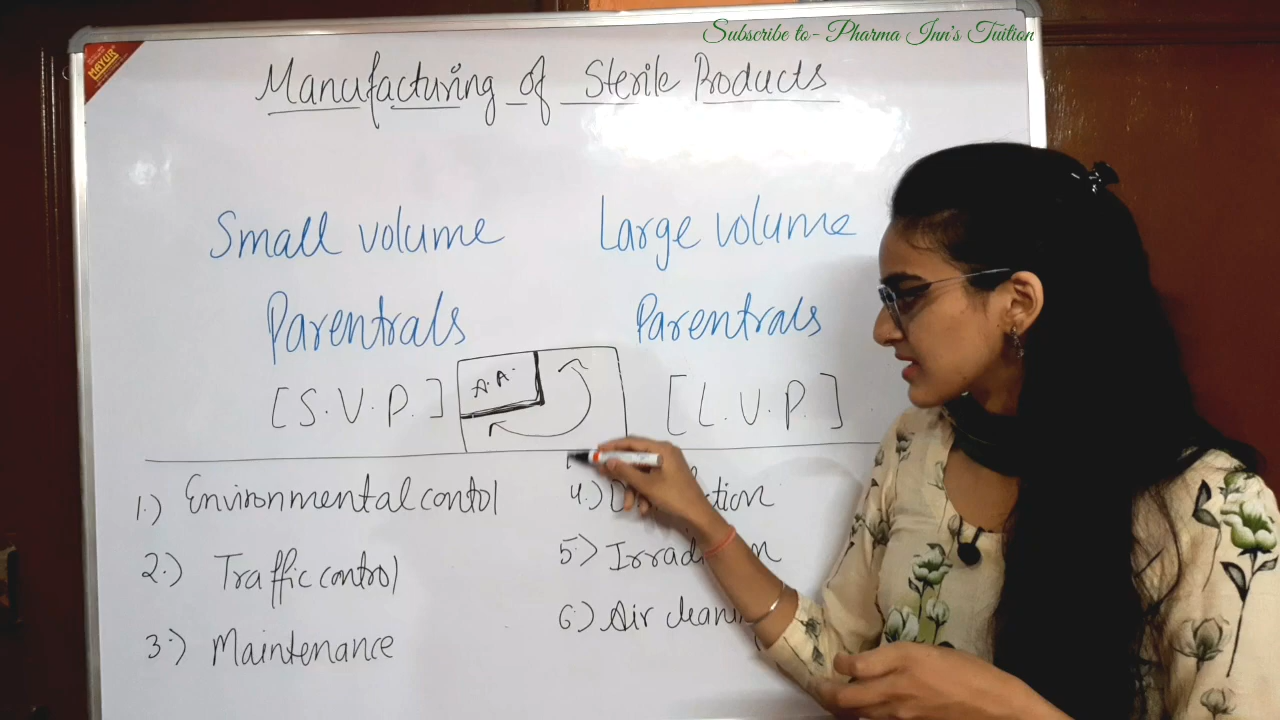 Subscribe to- Pharma Inn's Tuition
MAYUR
Manufacturing of Sterile Products
Small volume
Parentrals
[S.V.P.]
Large volume
Parentrals
[L.V.P.]
A.A.
1.) Environmental contol
2.) Traffic control
3.) Maintenance
4.)
5.)
6.) Air